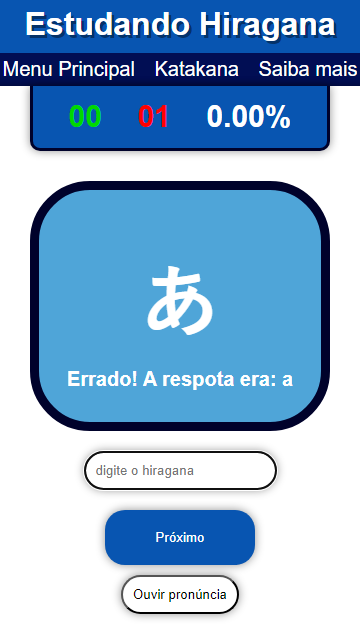 Estudando Hiragana
Menu Principal Katakana Saiba mais
00 01 0.00%
あ
Errado! A respota era: a
digite o hiragana
Próximo
Ouvir pronúncia